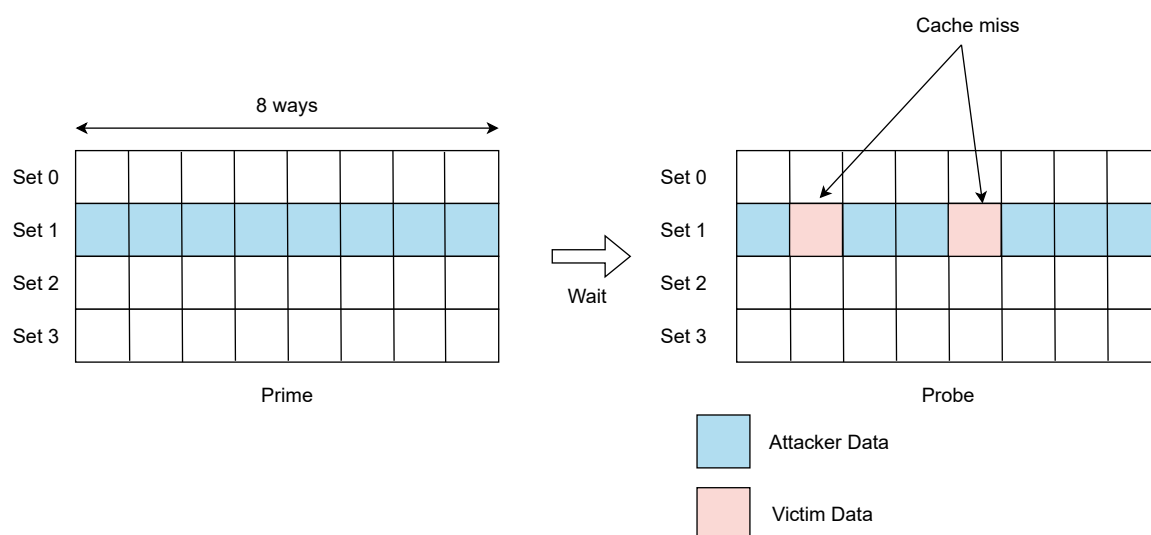 Cache miss
8 ways
Set 0
Set 1
Set 2
Set 3
Prime
Wait
Set 0
Set 1
Set 2
Set 3
Probe
Attacker Data
Victim Data